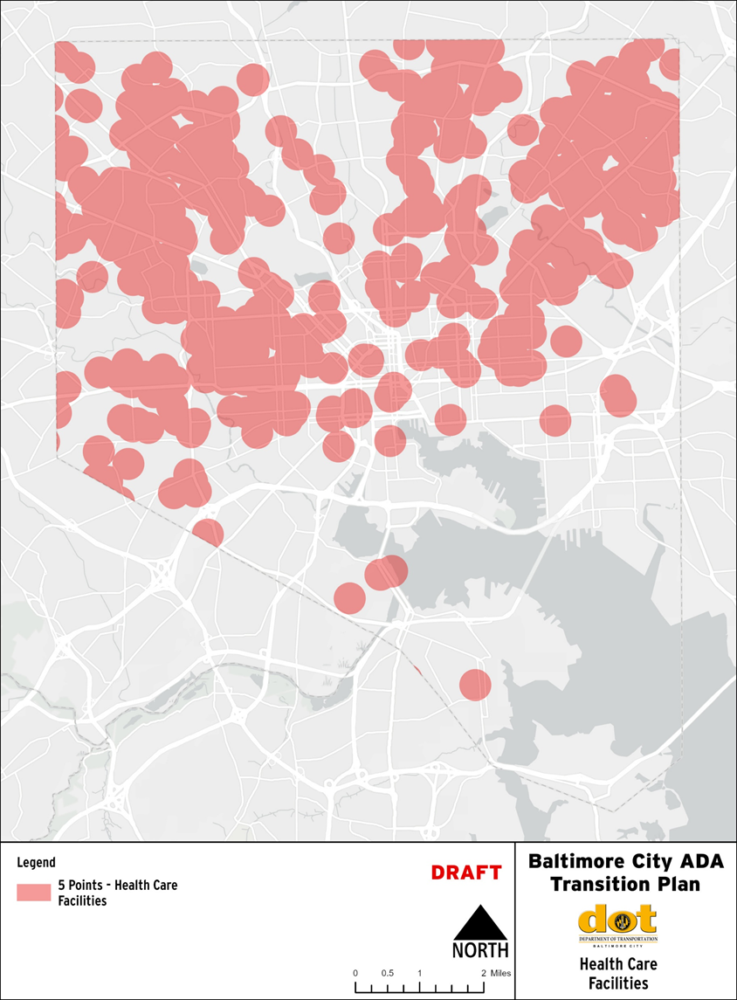 Legend
5 Points - Health Care
Facilities
DRAFT
NORTH
0 0.5 1 2 Miles
Baltimore City ADA
Transition Plan
dot
DEPARTMENT OF TRANSPORTATION
BALTIMORE CITY
Health Care
Facilities